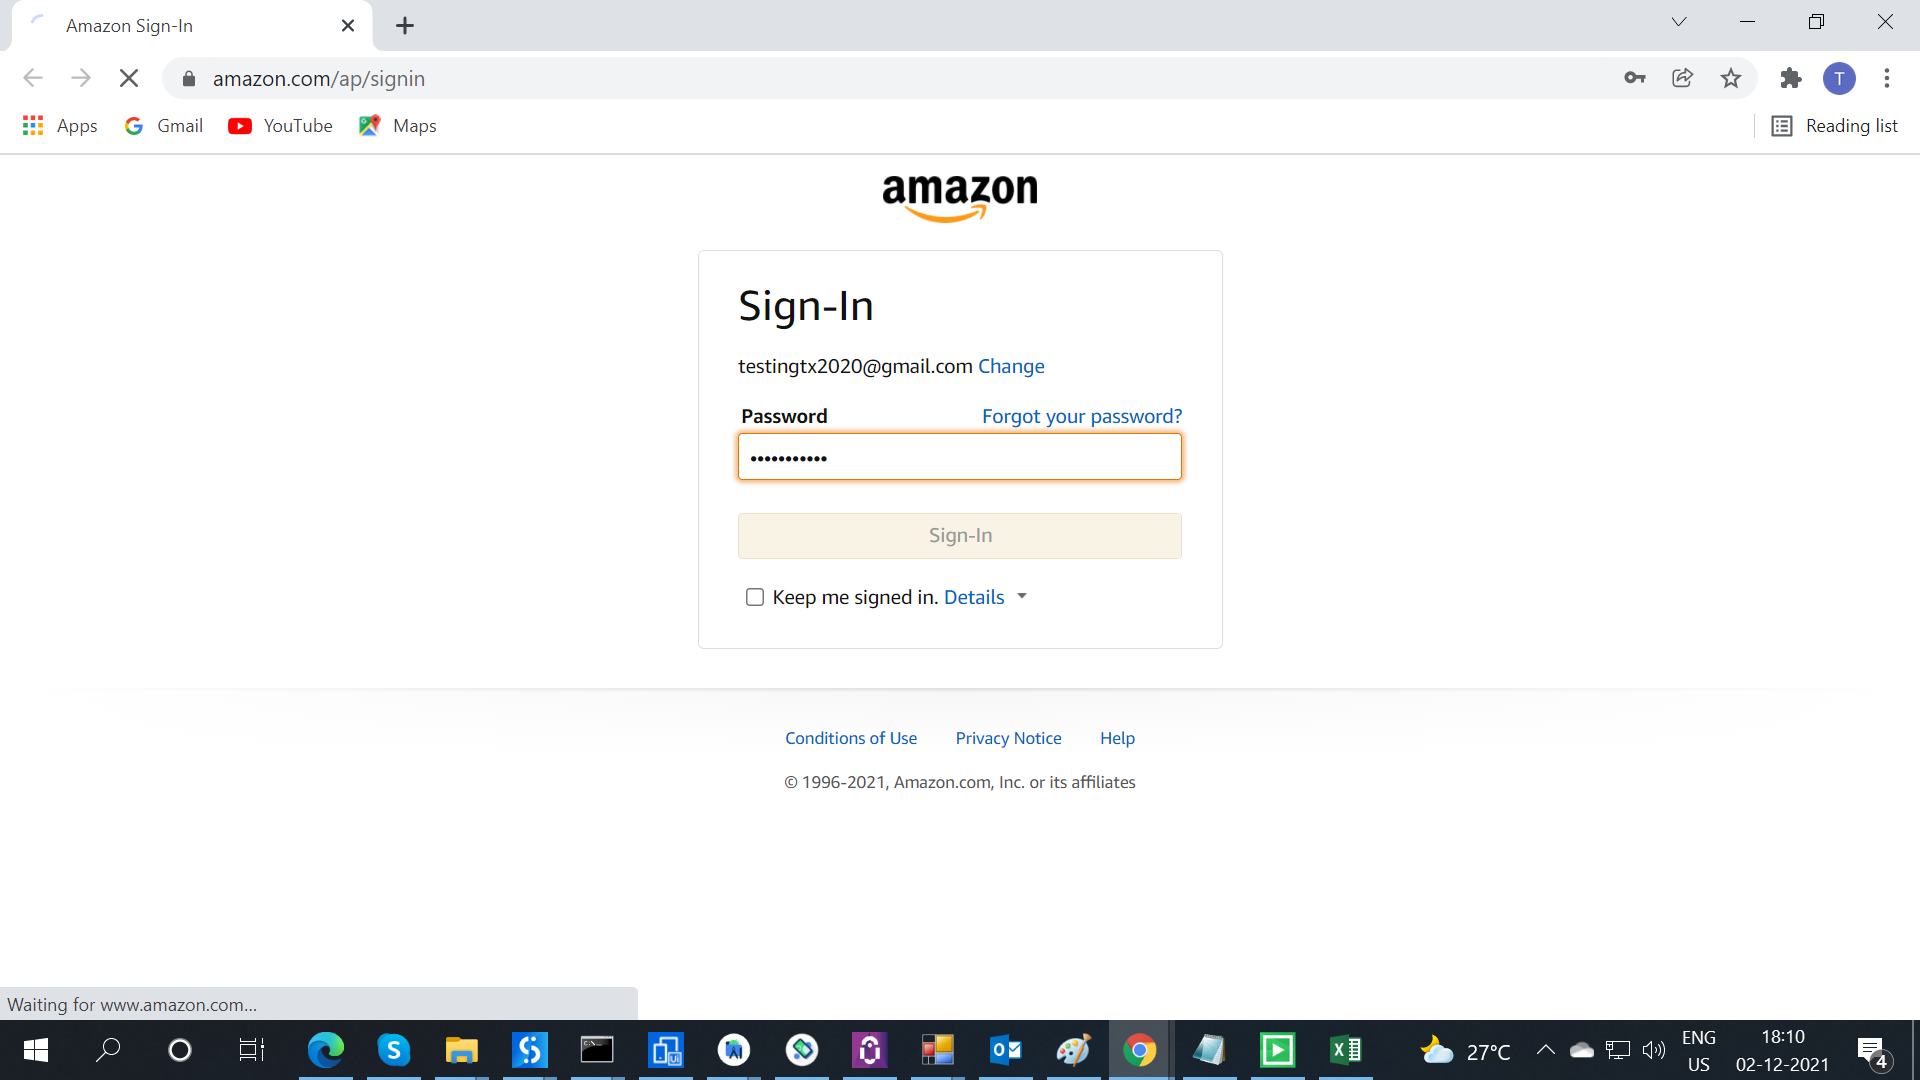 Amazon Sign-In
amazon.com/ap/signin
T
Apps
Gmail
YouTube
Maps
Reading list
amazon
Sign-In
testingtx2020@gmail.com Change
Password
Forgot your password?
•••••••••••
Sign-In
Keep me signed in. Details
Conditions of Use
Privacy Notice
Help
© 1996-2021, Amazon.com, Inc. or its affiliates
Waiting for www.amazon.com...
27°C
ENG
US
18:10
02-12-2021
4